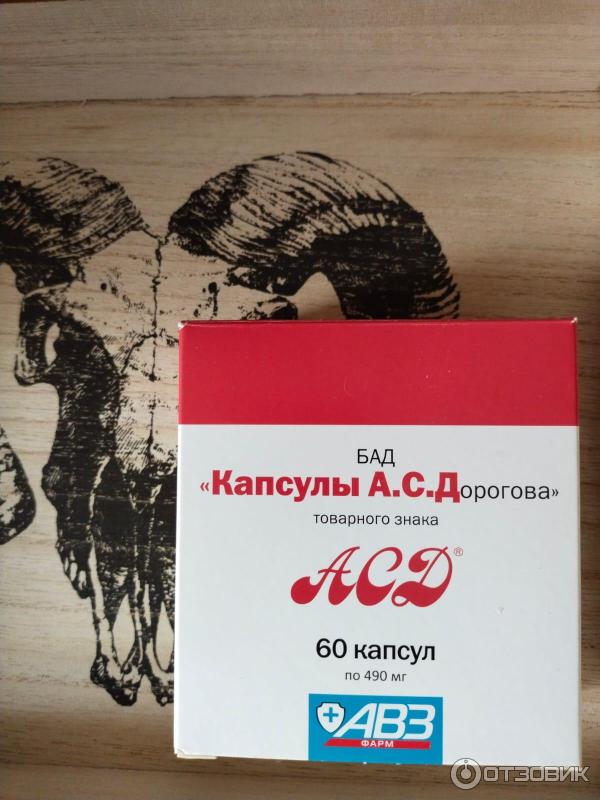 БАД
«Капсулы А.С.Дорогова»
товарного знака
АСД®
60 капсул
по 490 мг
АВЗ
ФАРМ
ОТЗОВИК